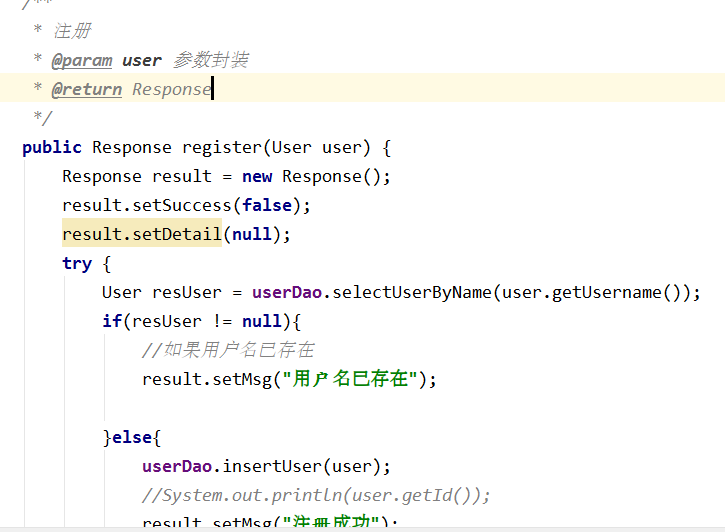 /**
* 注册
* @param user 参数封装
* @return Response
*/
public Response register(User user) {
Response result = new Response();
result.setSuccess(false);
result.setDetail(null);
try {
User resUser = userDao.selectUserByName(user.getUsername());
if(resUser != null){
//如果用户名已存在
result.setMsg("用户名已存在");
}else{
userDao.insertUser(user);
//System.out.println(user.getId());
result.setMsg("注册成功");